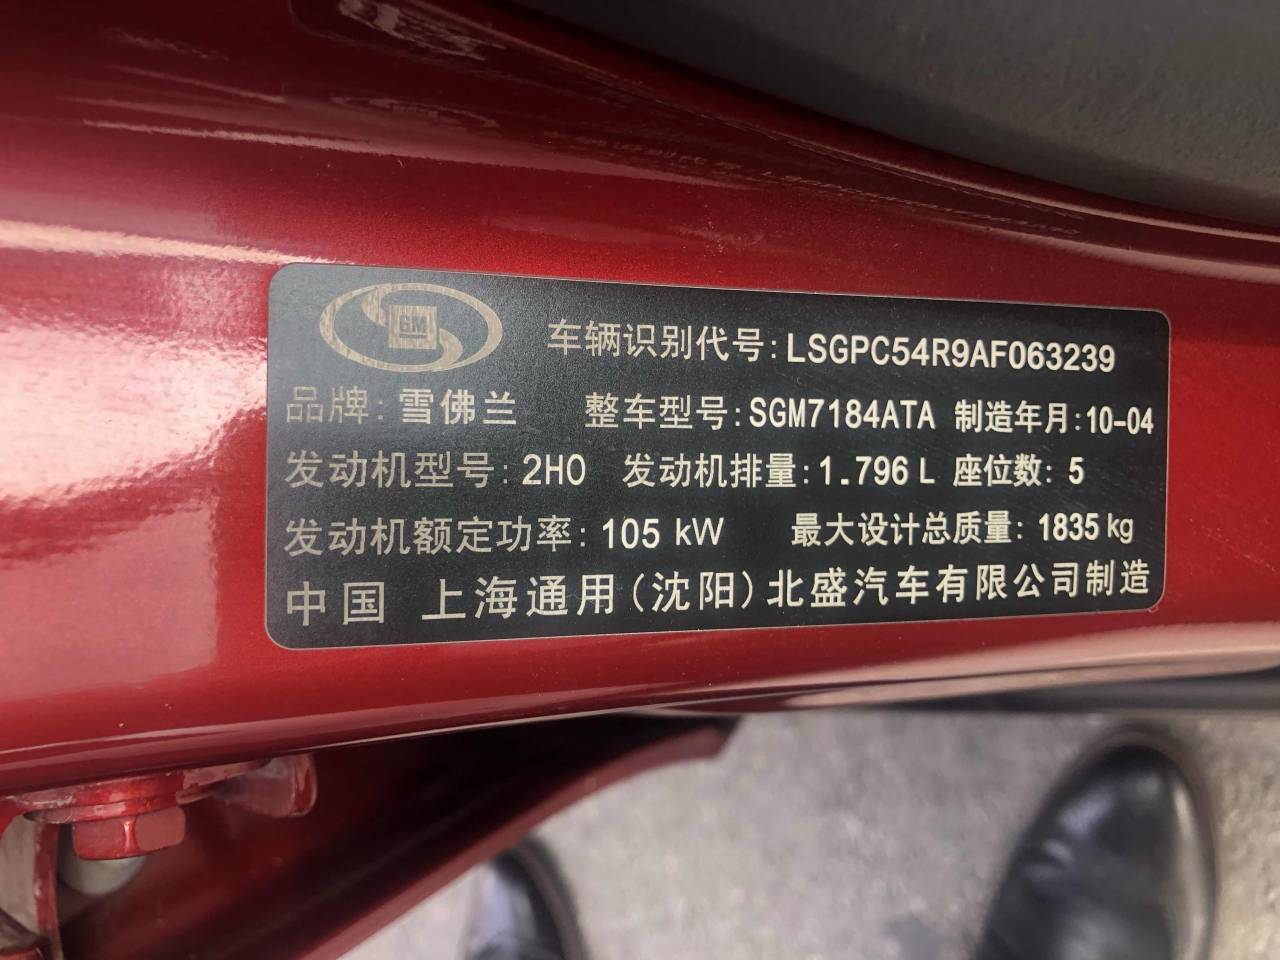 GM
车辆识别代号:LSGPC54R9AF063239
品牌:雪佛兰 整车型号:SGM7184ATA 制造年月:10-04
发动机型号:2H0 发动机排量:1.796 L 座位数:5
发动机额定功率:105 kW 最大设计总质量:1835 kg
中国 上海通用(沈阳)北盛汽车有限公司制造